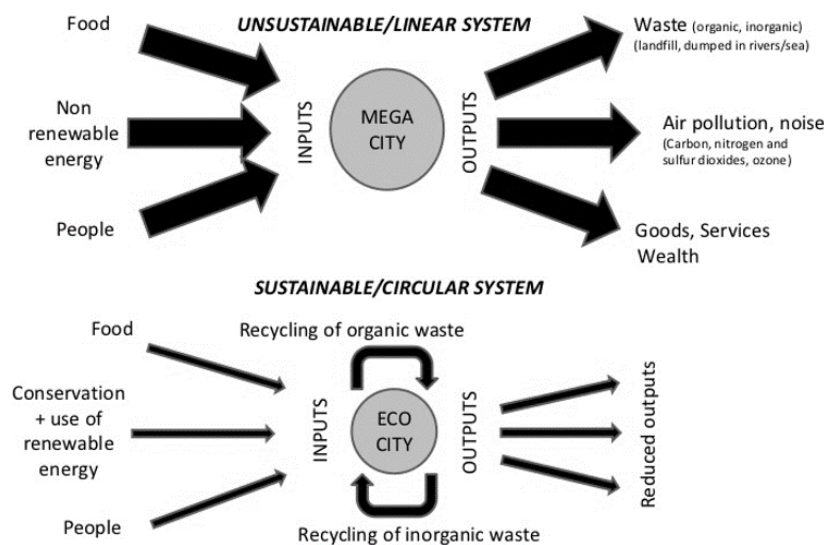 UNSUSTAINABLE/LINEAR SYSTEM
Food
Non
renewable
energy
People
INPUTS
MEGA
CITY
OUTPUTS
Waste (organic, inorganic)
(landfill, dumped in rivers/sea)
Air pollution, noise
(Carbon, nitrogen and
sulfur dioxides, ozone)
Goods, Services
Wealth
SUSTAINABLE/CIRCULAR SYSTEM
Food
Conservation
+ use of
renewable
energy
People
Recycling of organic waste
INPUTS
ECO
CITY
OUTPUTS
Recycling of inorganic waste
Reduced outputs